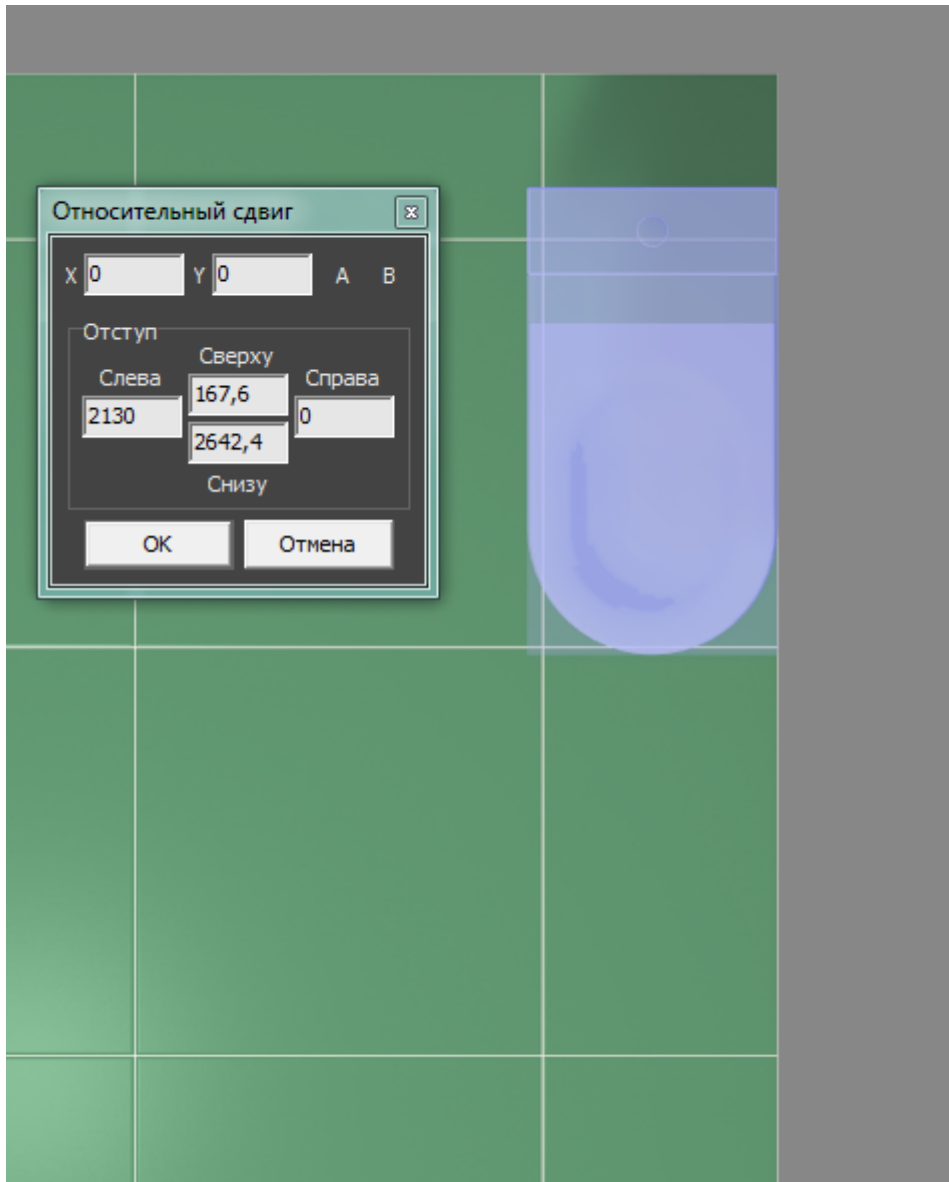 Относительный сдвиг
X 0 Y 0 A B
Отступ
Сверху
Слева Справа
167,6
2130 0
2642,4
Снизу
OK Отмена